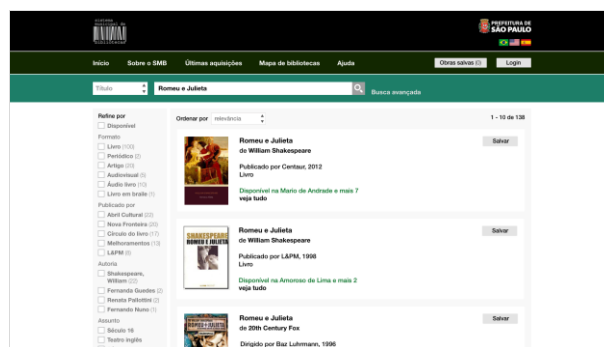 sistema
municipal de
bibliotecas
PREFEITURA DE
SÃO PAULO
Início Sobre o SMB Últimas aquisições Mapa de bibliotecas Ajuda Obras salvas (0) Login
Título Romeu e Julieta Busca avançada
Refine por
Disponível
Formato
Livro (100)
Periódico (2)
Artigo (20)
Audiovisual (5)
Áudio livro (10)
Livro em braile (1)
Publicado por
Abril Cultural (22)
Nova Fronteira (20)
Círculo do livro (17)
Melhoramentos (13)
L&PM (8)
Autoria
Shakespeare,
William (22)
Fernanda Guedes (2)
Renata Pallottini (2)
Fernando Nuno (1)
Assunto
Século 16
Teatro inglês
Ordenar por relevância 1 - 10 de 138
Romeu e Julieta Salvar
de William Shakespeare
Publicado por Centaur, 2012
Livro
Disponível na Mario de Andrade e mais 7
veja tudo
SHAKESPEARE
ROMEU E JULIETA
Romeu e Julieta Salvar
de William Shakespeare
Publicado por L&PM, 1998
Livro
Disponível na Amoroso de Lima e mais 2
veja tudo
ROMEU + JULIETA
Romeu e Julieta Salvar
de 20th Century Fox
Dirigido por Baz Luhrmann, 1996